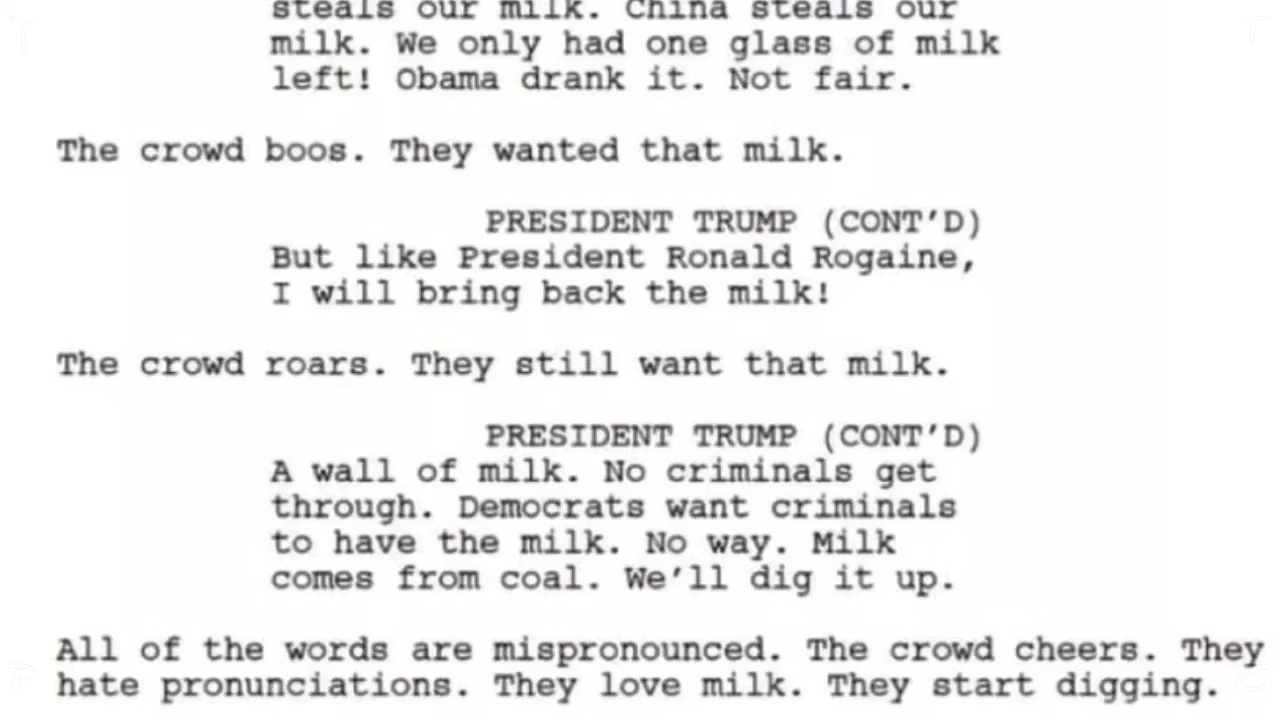 steals our milk. China steals our
milk. We only had one glass of milk
left! Obama drank it. Not fair.
The crowd boos. They wanted that milk.
PRESIDENT TRUMP (CONT'D)
But like President Ronald Rogaine,
I will bring back the milk!
The crowd roars. They still want that milk.
PRESIDENT TRUMP (CONT'D)
A wall of milk. No criminals get
through. Democrats want criminals
to have the milk. No way. Milk
comes from coal. We'll dig it up.
All of the words are mispronounced. The crowd cheers. They
hate pronunciations. They love milk. They start digging.